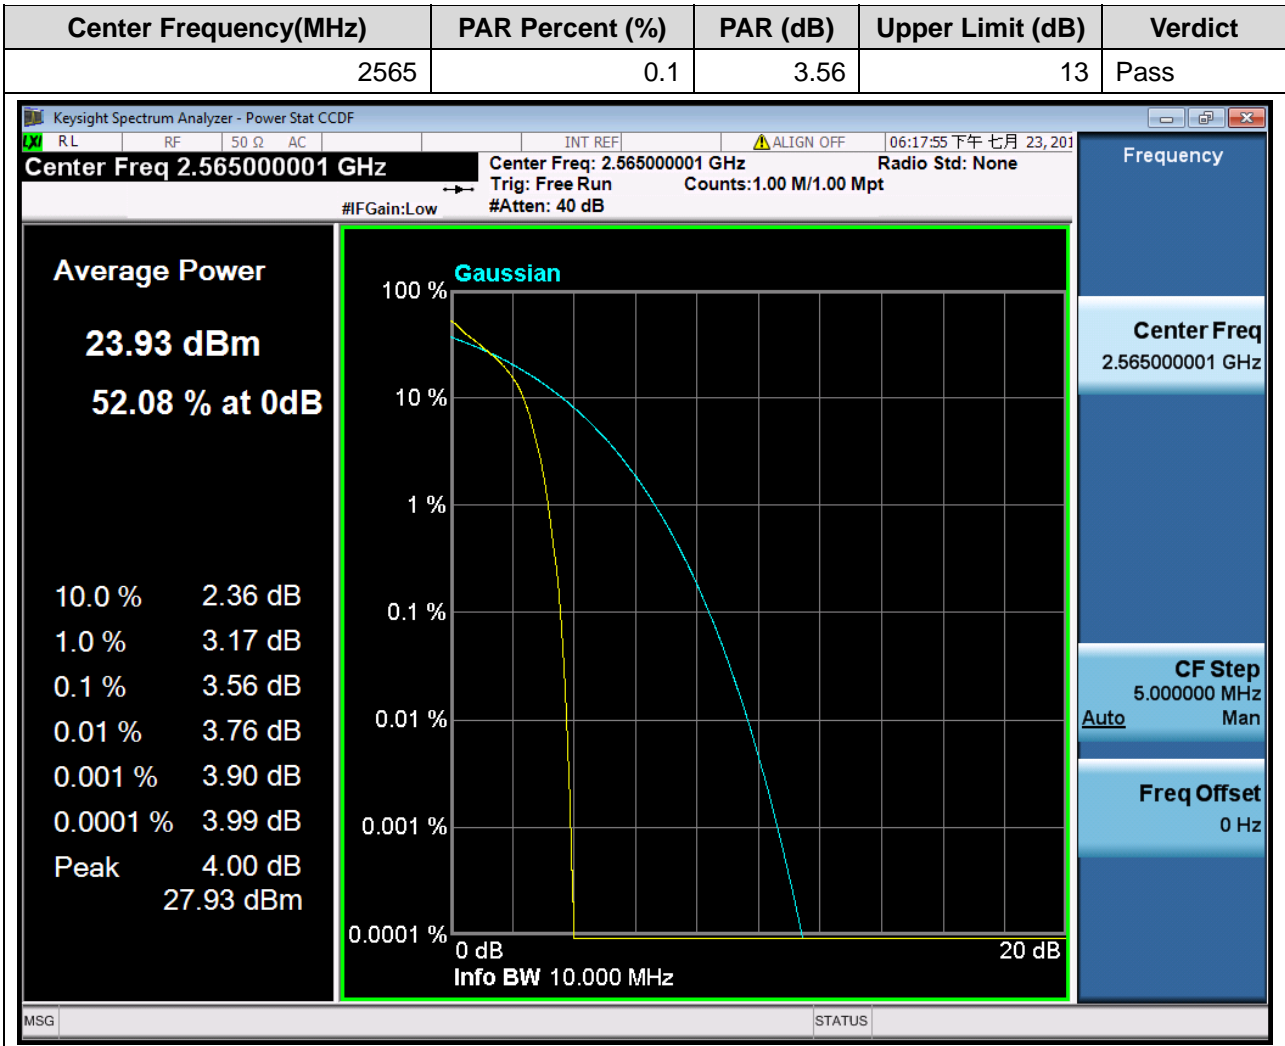 Center Frequency(MHz) PAR Percent (%) PAR (dB) Upper Limit (dB) Verdict
2565 0.1 3.56 13 Pass
Keysight Spectrum Analyzer - Power Stat CCDF
LXI RL RF 50 Ω AC INT REF ALIGN OFF 06:17:55 下午 七月 23, 201
Center Freq 2.565000001 GHz
Center Freq: 2.565000001 GHz Radio Std: None
Trig: Free Run Counts:1.00 M/1.00 Mpt
#IFGain:Low #Atten: 40 dB
Average Power
23.93 dBm
52.08 % at 0dB
10.0 % 2.36 dB
1.0 % 3.17 dB
0.1 % 3.56 dB
0.01 % 3.76 dB
0.001 % 3.90 dB
0.0001 % 3.99 dB
Peak 4.00 dB
27.93 dBm
Gaussian
100 %
10 %
1 %
0.1 %
0.01 %
0.001 %
0.0001 %
0 dB 20 dB
Info BW 10.000 MHz
Frequency
Center Freq
2.565000001 GHz
CF Step
5.000000 MHz
Auto Man
Freq Offset
0 Hz
MSG STATUS